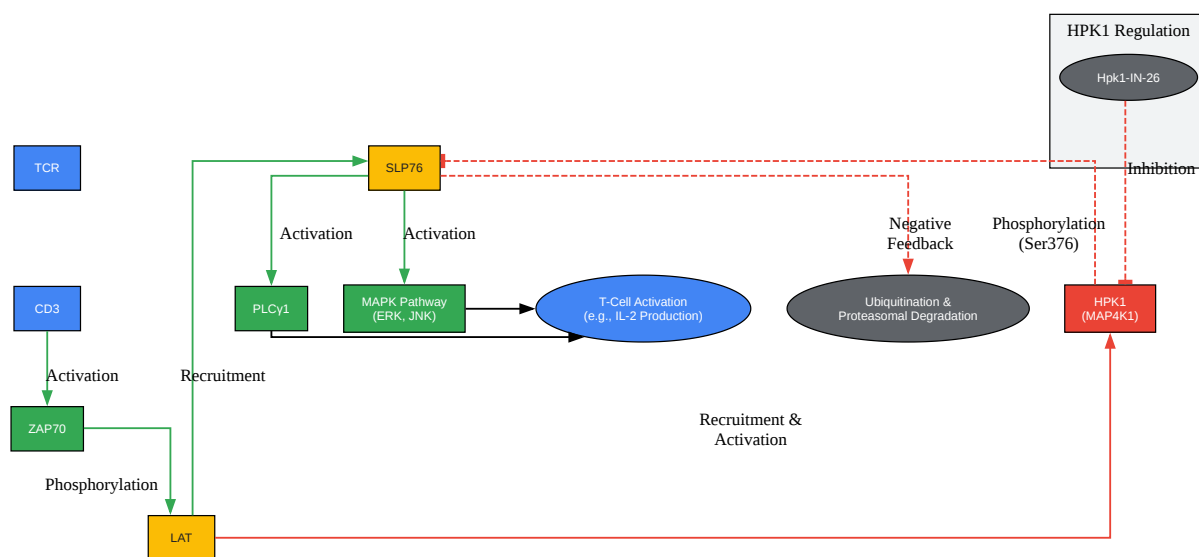 HPK1 Regulation
Hpk1-IN-26
TCR
SLP76
Inhibition
Activation
Activation
Negative
Feedback
Phosphorylation
(Ser376)
CD3
PLCγ1
MAPK Pathway
(ERK, JNK)
T-Cell Activation
(e.g., IL-2 Production)
Ubiquitination &
Proteasomal Degradation
HPK1
(MAP4K1)
Activation
Recruitment
ZAP70
Recruitment &
Activation
Phosphorylation
LAT